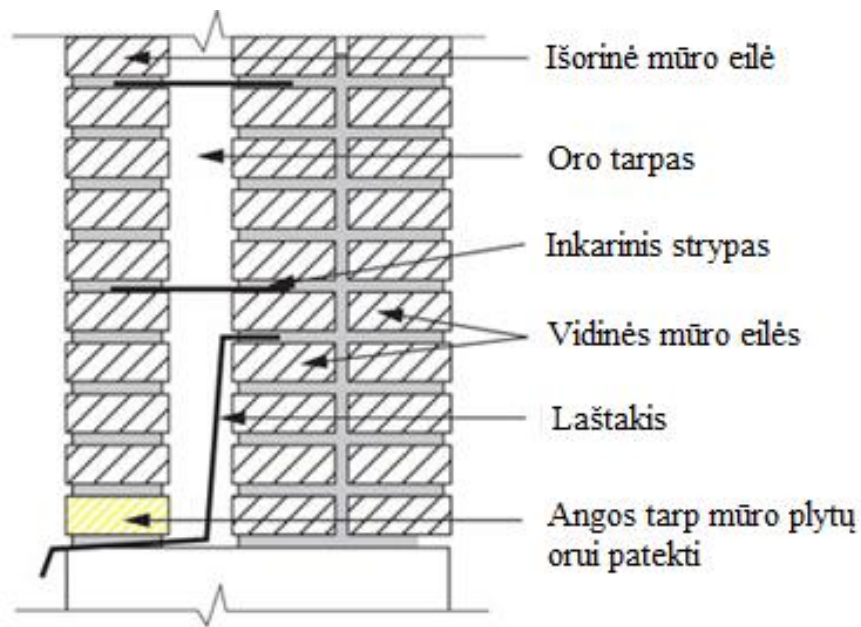 Išorinė mūro eilė
Oro tarpas
Inkarinis strypas
Vidinės mūro eilės
Laštakis
Angos tarp mūro plytų
orui patekti